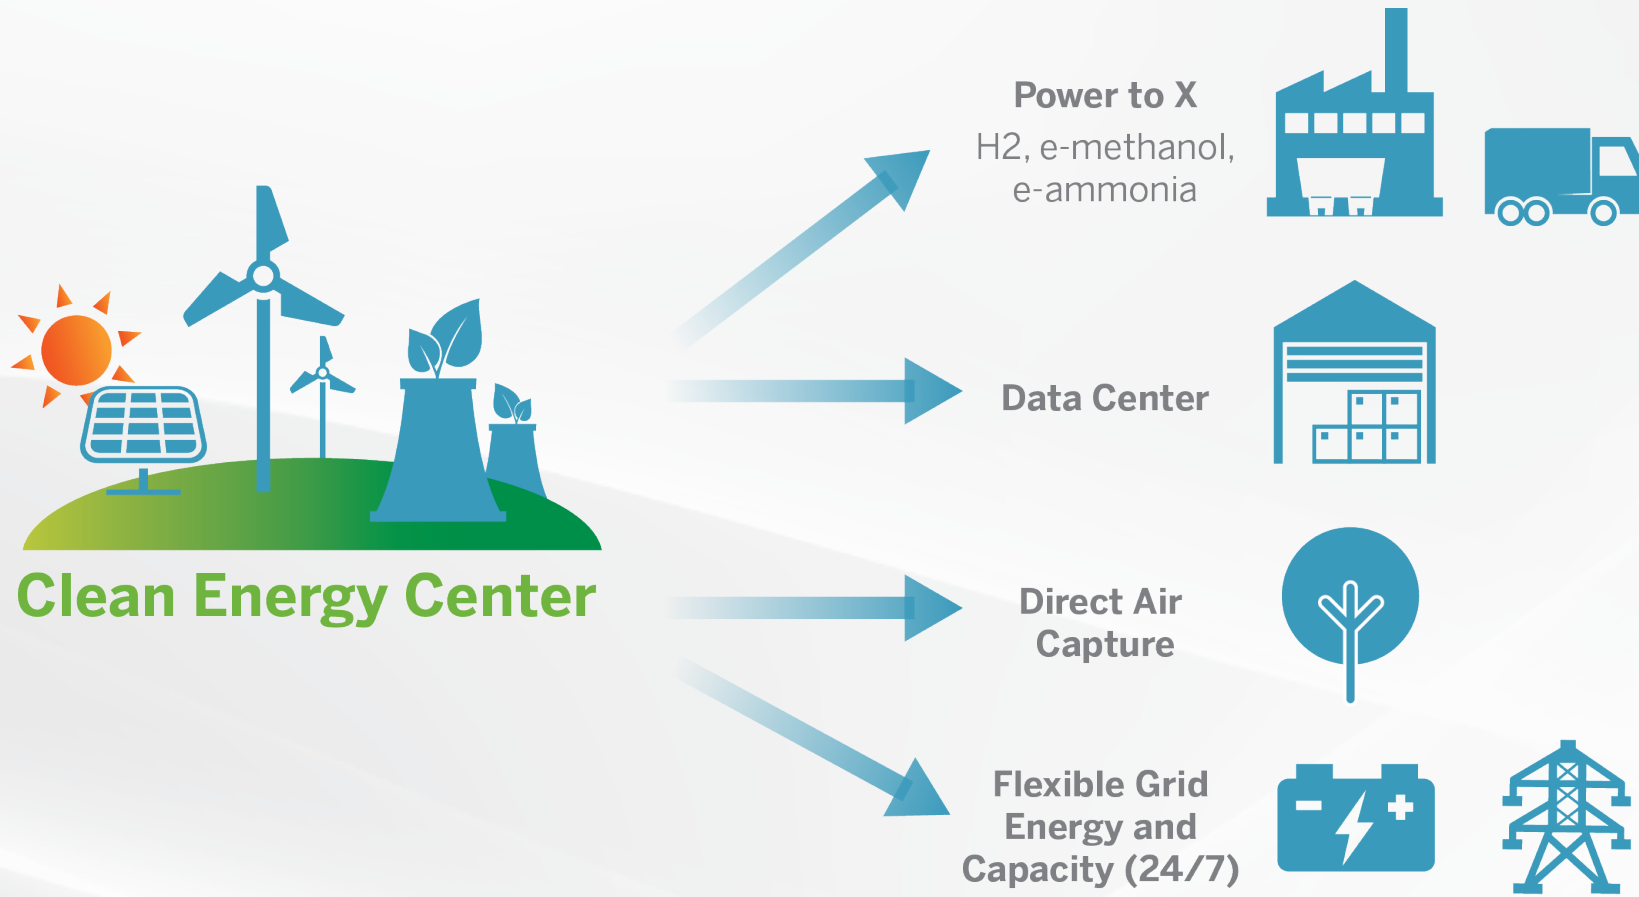 Power to X
H2, e-methanol,
e-ammonia
Data Center
Clean Energy Center
Direct Air
Capture
Flexible Grid
Energy and
Capacity (24/7)